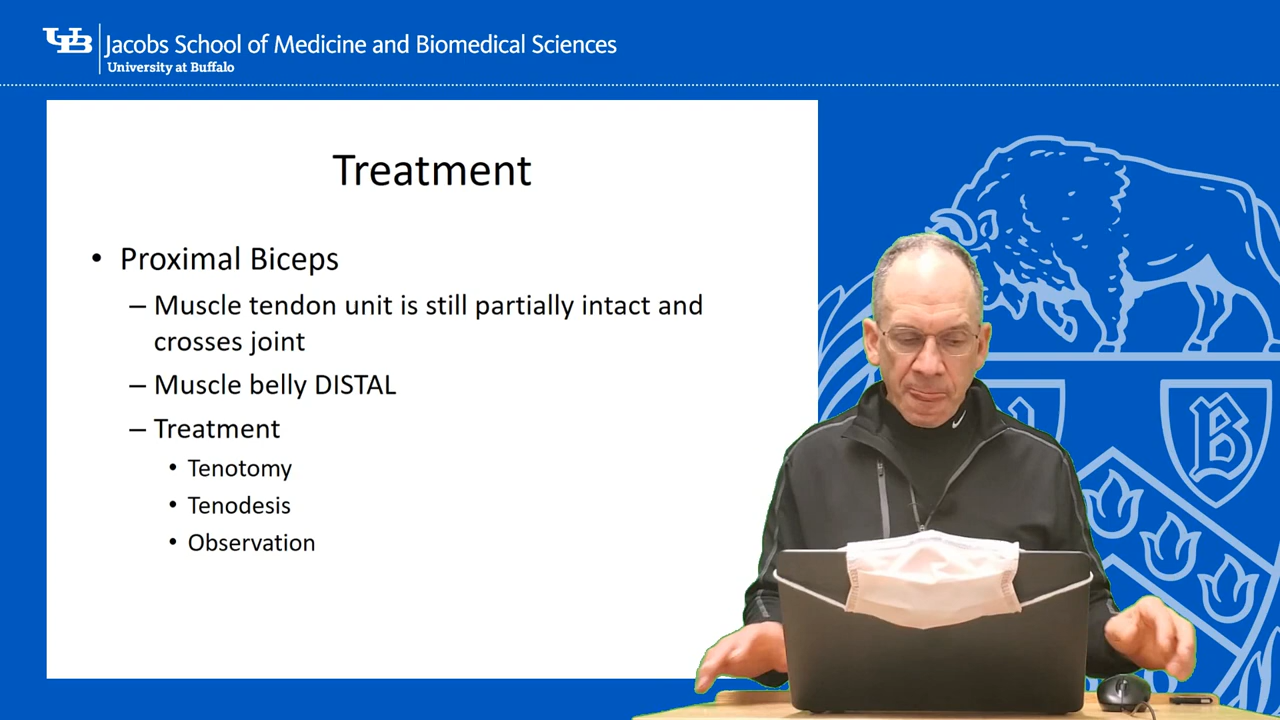 UB Jacobs School of Medicine and Biomedical Sciences
University at Buffalo
Treatment
• Proximal Biceps
– Muscle tendon unit is still partially intact and
crosses joint
– Muscle belly DISTAL
– Treatment
• Tenotomy
• Tenodesis
• Observation
B